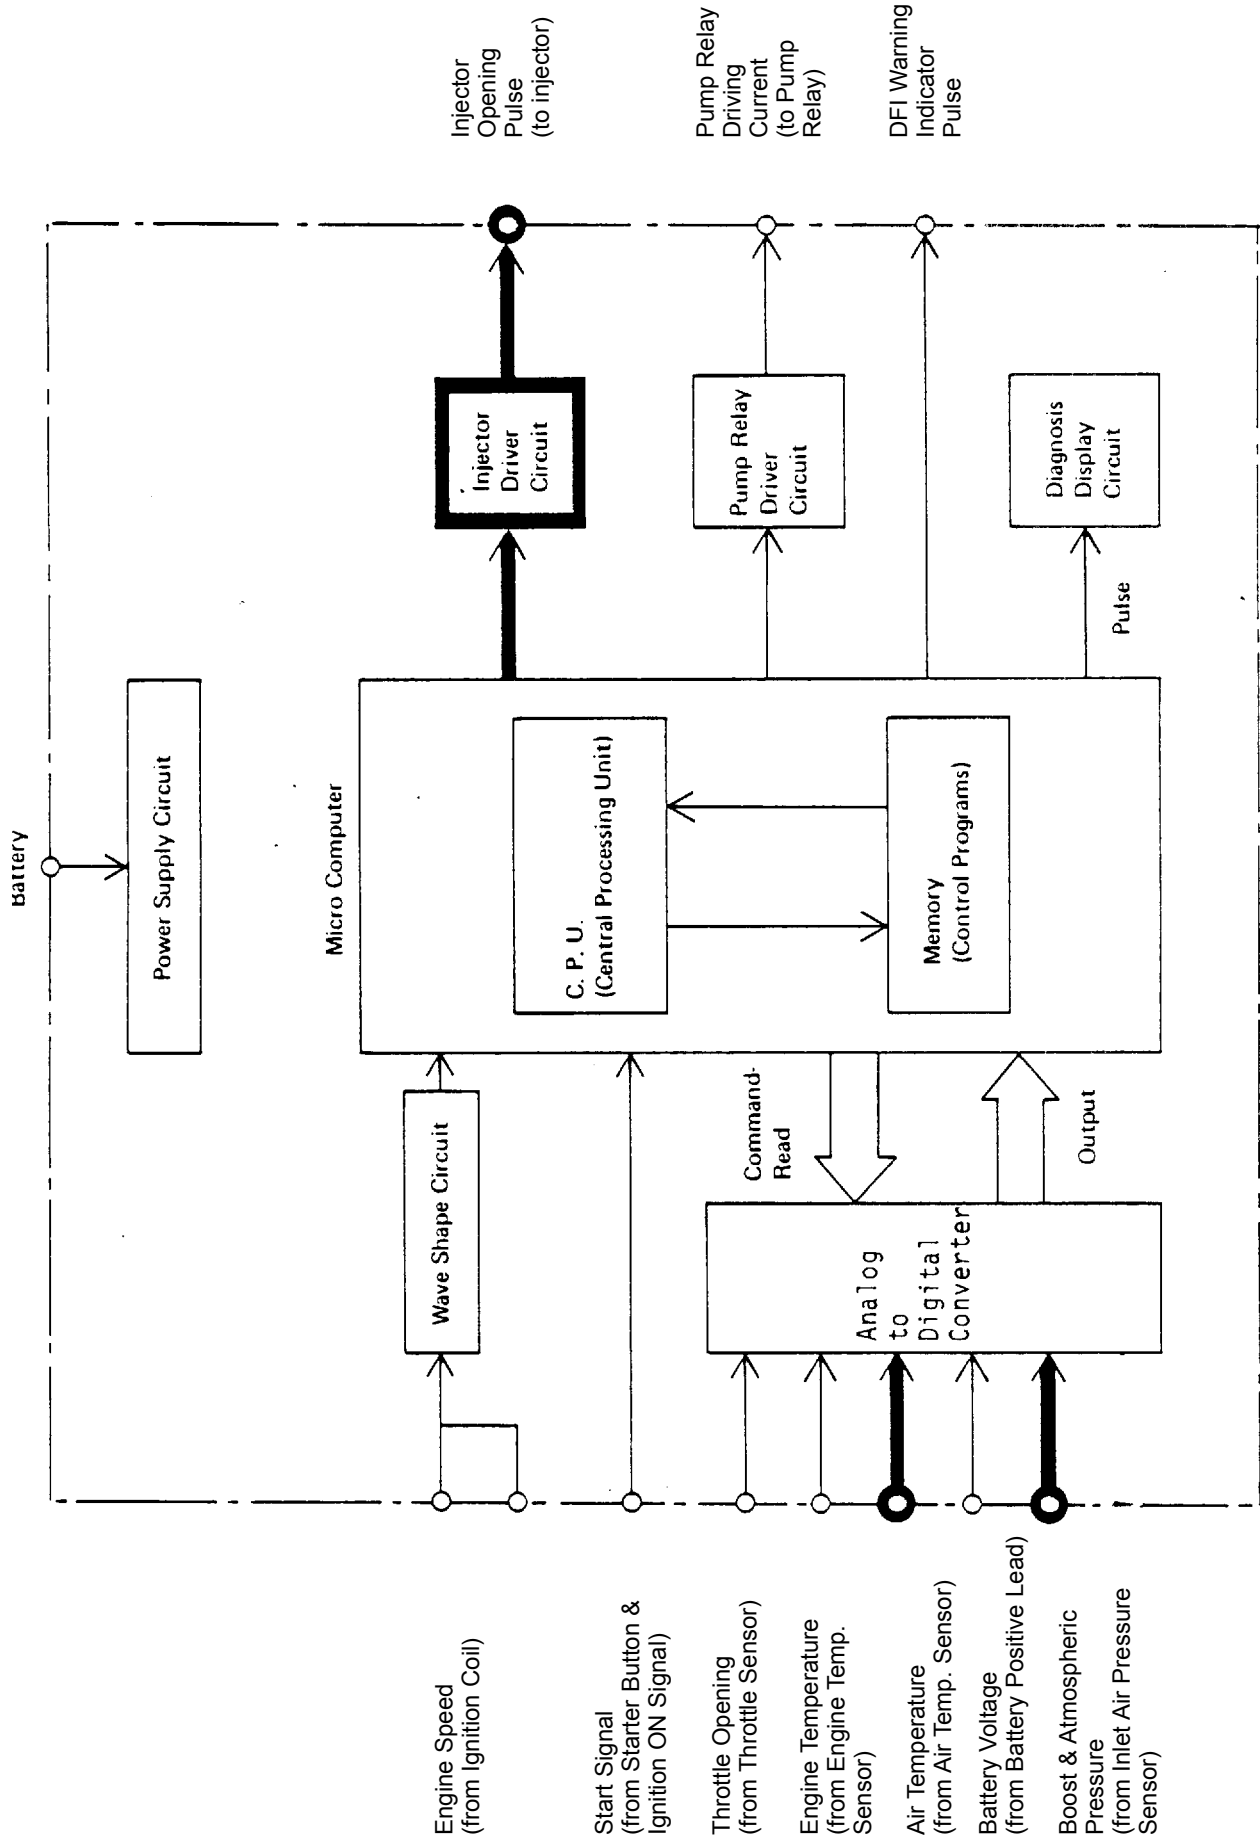 Battery
Power Supply Circuit
Micro Computer
Engine Speed
(from Ignition Coil)
Wave Shape Circuit
C. P. U.
(Central Processing Unit)
Injector
Driver
Circuit
Injector
Opening
Pulse
(to injector)
Start Signal
(from Starter Button &
Ignition ON Signal)
Throttle Opening
(from Throttle Sensor)
Engine Temperature
(from Engine Temp.
Sensor)
Air Temperature
(from Air Temp. Sensor)
Battery Voltage
(from Battery Positive Lead)
Boost & Atmospheric
Pressure
(from Inlet Air Pressure
Sensor)
Analog
to
Digital
Converter
Command-
Read
Output
Memory
(Control Programs)
Pump Relay
Driver
Circuit
Pump Relay
Driving
Current
(to Pump
Relay)
DFI Warning
Indicator
Pulse
Pulse
Diagnosis
Display
Circuit